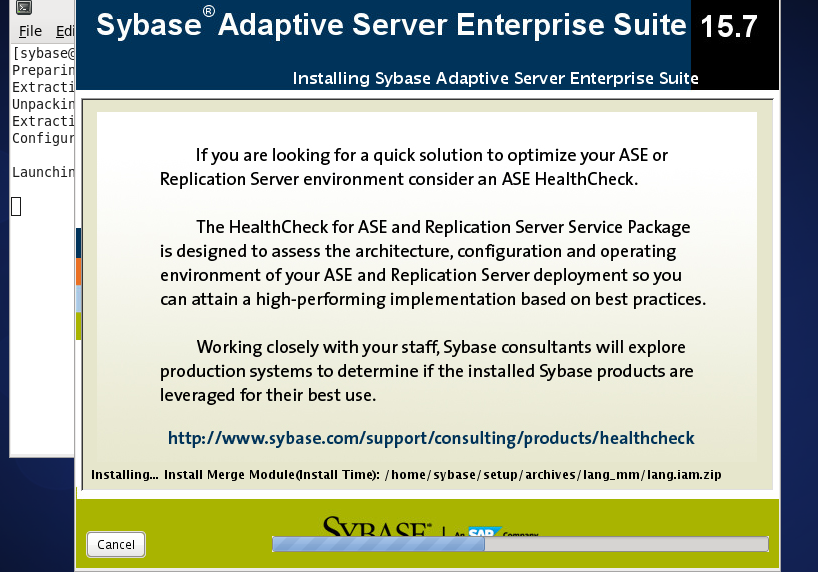 Sybase® Adaptive Server Enterprise Suite 15.7
Installing Sybase Adaptive Server Enterprise Suite
File Edi
[sybase@
Preparin
Extracti
Unpackin
Extracti
Configur
Launchin
If you are looking for a quick solution to optimize your ASE or
Replication Server environment consider an ASE HealthCheck.
The HealthCheck for ASE and Replication Server Service Package
is designed to assess the architecture, configuration and operating
environment of your ASE and Replication Server deployment so you
can attain a high-performing implementation based on best practices.
Working closely with your staff, Sybase consultants will explore
production systems to determine if the installed Sybase products are
leveraged for their best use.
http://www.sybase.com/support/consulting/products/healthcheck
Installing... Install Merge Module(Install Time): /home/sybase/setup/archives/lang_mm/lang.iam.zip
SYBASE® | An SAP Company
Cancel